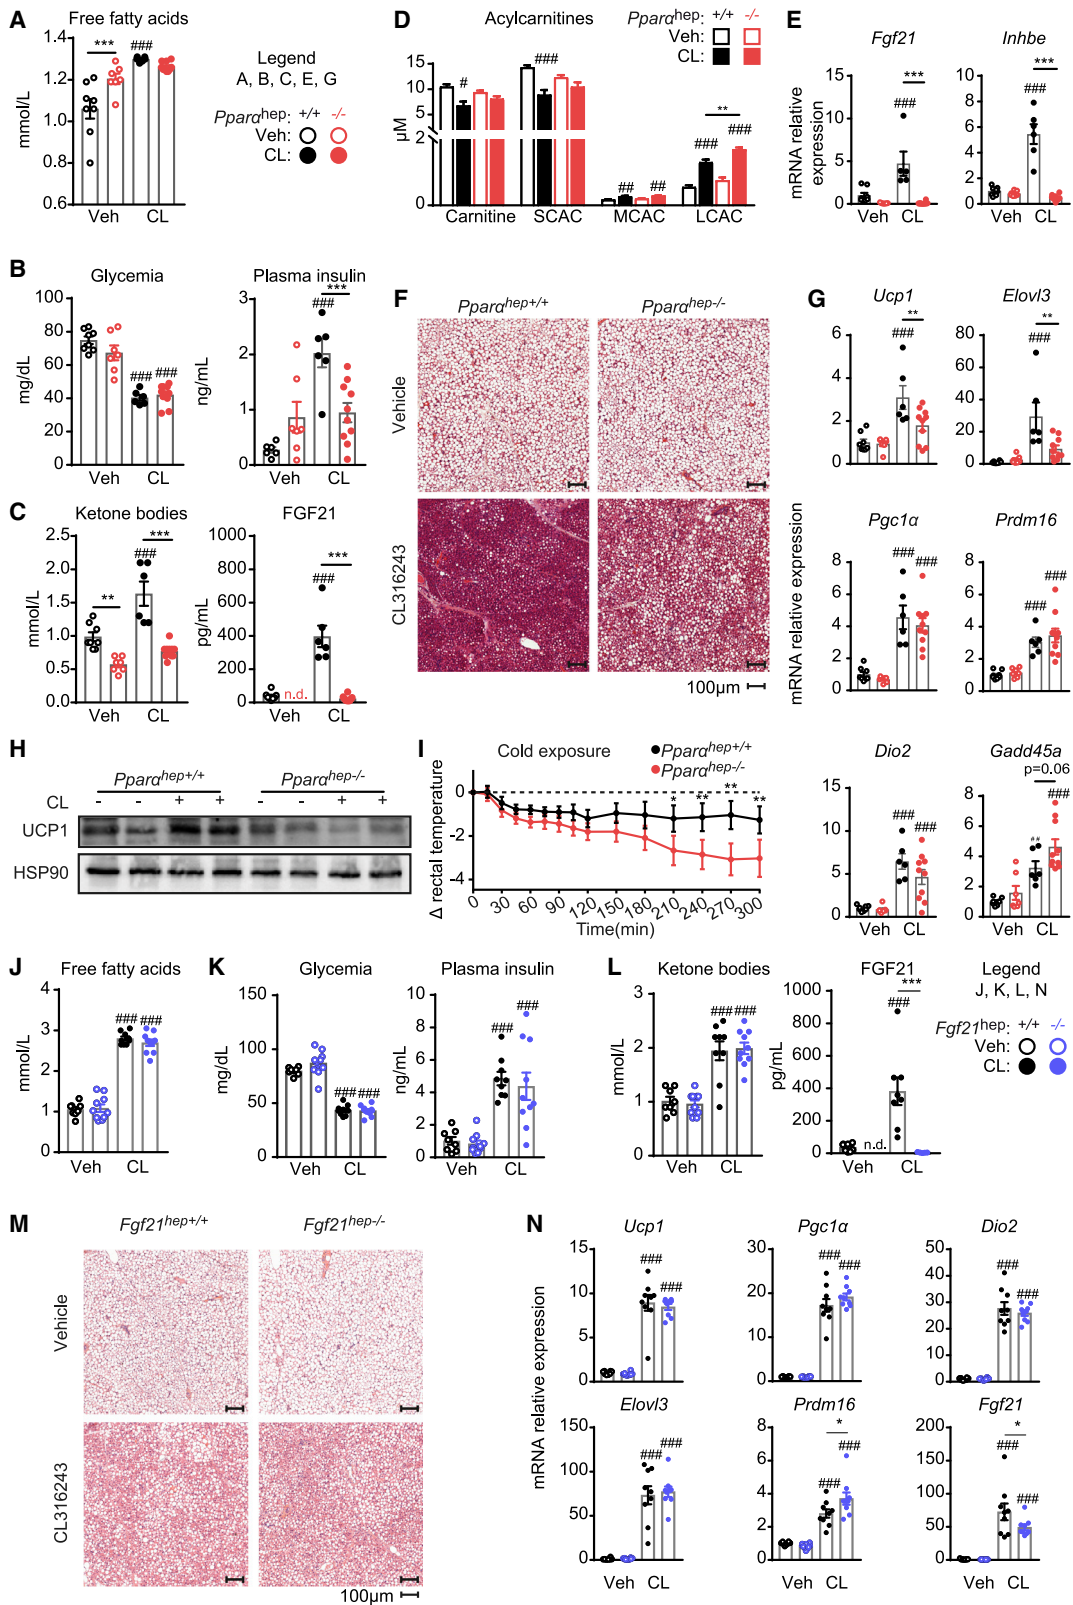 A
Free fatty acids
mmol/L
1.4
1.2
1.0
0.8
0.6
***
###
Veh
CL
Legend
A, B, C, E, G
Pparα^hep: +/+ -/-
Veh:
CL:
D
Acylcarnitines
Pparα^hep: +/+ -/-
Veh:
CL:
µM
15
10
5
0
2
0
#
###
##
##
###
**
###
Carnitine
SCAC
MCAC
LCAC
E
mRNA relative expression
Fgf21
15
10
5
0
***
###
Veh
CL
Inhbe
10
8
6
4
2
0
***
###
Veh
CL
B
Glycemia
mg/dL
100
80
60
40
20
0
###
###
Veh
CL
Plasma insulin
ng/mL
3
2
1
0
***
###
Veh
CL
C
Ketone bodies
mmol/L
2.5
2.0
1.5
1.0
0.5
0.0
**
***
###
Veh
CL
FGF21
pg/mL
1000
800
600
400
200
0
***
###
n.d.
Veh
CL
F
Pparα^hep+/+
Pparα^hep-/-
Vehicle
CL316243
100µm
G
mRNA relative expression
Ucp1
6
4
2
0
**
###
Elovl3
80
60
40
20
0
**
###
Pgc1α
8
6
4
2
0
###
###
Prdm16
8
6
4
2
0
###
###
Dio2
15
10
5
0
###
###
Veh
CL
Gadd45a
p=0.06
8
6
4
2
0
##
###
Veh
CL
H
Pparα^hep+/+
Pparα^hep-/-
CL
- - + + - - + +
UCP1
HSP90
I
Cold exposure
Pparα^hep+/+
Pparα^hep-/-
Δ rectal temperature
0
-2
-4
* ** ** **
0 30 60 90 120 150 180 210 240 270 300
Time(min)
J
Free fatty acids
mmol/L
4
3
2
1
0
###
###
Veh
CL
K
Glycemia
mg/dL
150
100
50
0
###
###
Veh
CL
Plasma insulin
ng/mL
10
8
6
4
2
0
###
###
Veh
CL
L
Ketone bodies
mmol/L
3
2
1
0
###
###
Veh
CL
FGF21
pg/mL
1000
800
600
400
200
0
***
###
n.d.
Veh
CL
Legend
J, K, L, N
Fgf21^hep: +/+ -/-
Veh:
CL:
M
Fgf21^hep+/+
Fgf21^hep-/-
Vehicle
CL316243
100µm
N
mRNA relative expression
Ucp1
15
10
5
0
###
###
Pgc1α
30
20
10
0
###
###
Dio2
50
40
30
20
10
0
###
###
Elovl3
150
100
50
0
###
###
Veh
CL
Prdm16
8
6
4
2
0
*
###
###
Veh
CL
Fgf21
200
150
100
50
0
*
###
###
Veh
CL